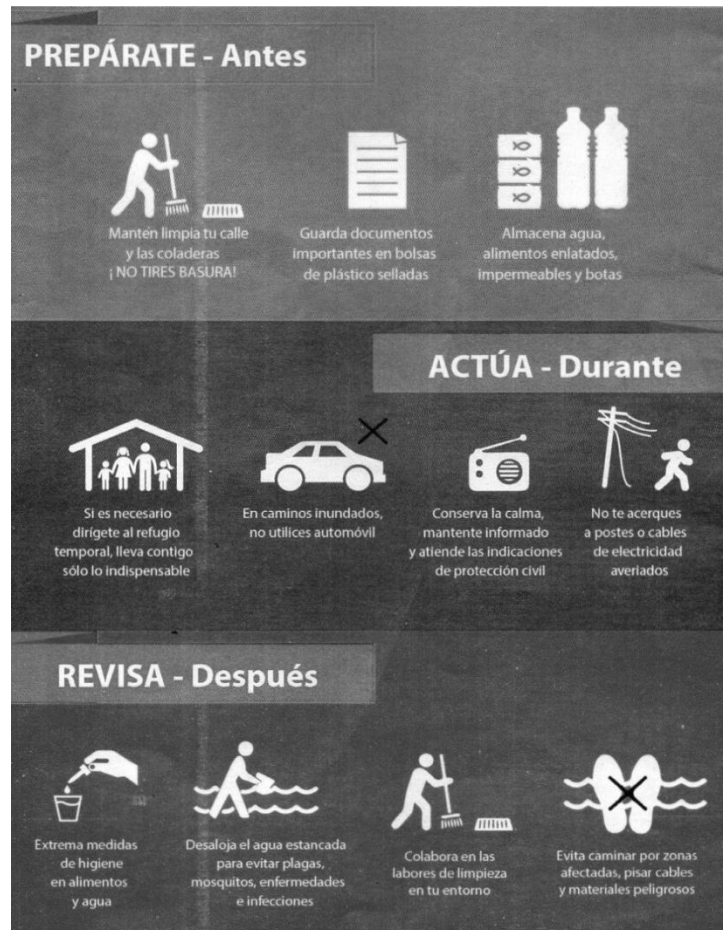 PREPÁRATE - Antes
Mantén limpia tu calle
y las coladeras
¡NO TIRES BASURA!
Guarda documentos
importantes en bolsas
de plástico selladas
Almacena agua,
alimentos enlatados,
impermeables y botas
ACTÚA - Durante
Si es necesario
dirígete al refugio
temporal, lleva contigo
sólo lo indispensable
En caminos inundados,
no utilices automóvil
Conserva la calma,
mantente informado
y atiende las indicaciones
de protección civil
No te acerques
a postes o cables
de electricidad
averiados
REVISA - Después
Extrema medidas
de higiene
en alimentos
y agua
Desaloja el agua estancada
para evitar plagas,
mosquitos, enfermedades
e infecciones
Colabora en las
labores de limpieza
en tu entorno
Evita caminar por zonas
afectadas, pisar cables
y materiales peligrosos